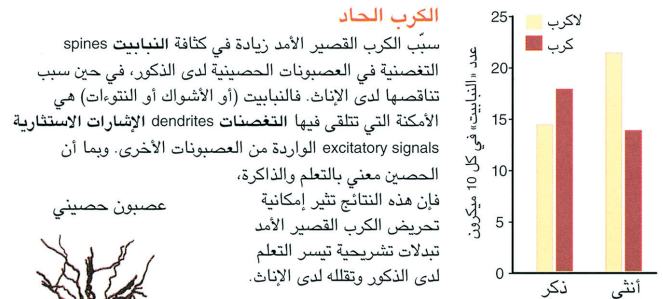 الكرب الحاد
سبّب الكرب القصير الأمد زيادة في كثافة النبابيت spines
التغصنية في العصبونات الحصينية لدى الذكور، في حين سبب
تناقصها لدى الإناث. فالنبابيت (أو الأشواك أو النتوءات) هي
الأمكنة التي تتلقى فيها التغصنات dendrites الإشارات الاستثارية
excitatory signals الواردة من العصبونات الأخرى. وبما أن
الحصين معني بالتعلم والذاكرة،
فإن هذه النتائج تثير إمكانية
تحريض الكرب القصير الأمد
تبدلات تشريحية تيسر التعلم
لدى الذكور وتقلله لدى الإناث.
عصبون حصيني
لاكرب
كرب
عدد «النبابيت» في كل 10 ميكرون
25
20
15
10
5
0
ذكر
أنثى